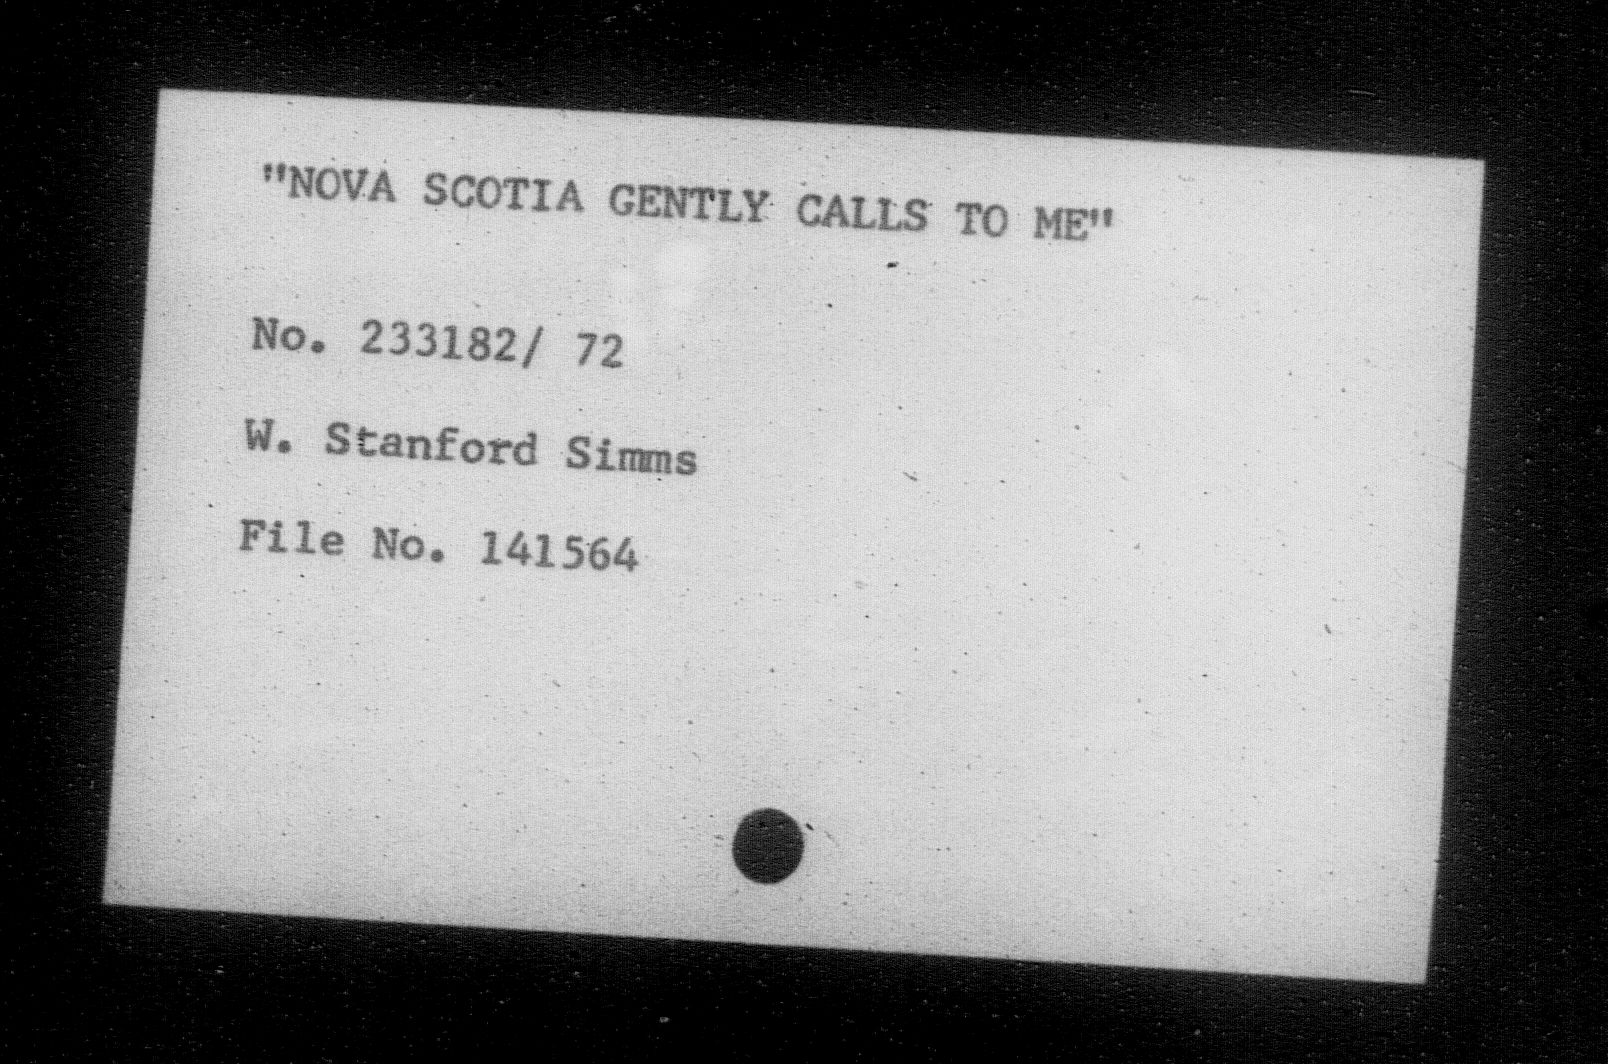 "NOVA SCOTIA GENTLY CALLS TO ME"
No. 233182/ 72
W. Stanford Simms
File No. 141564